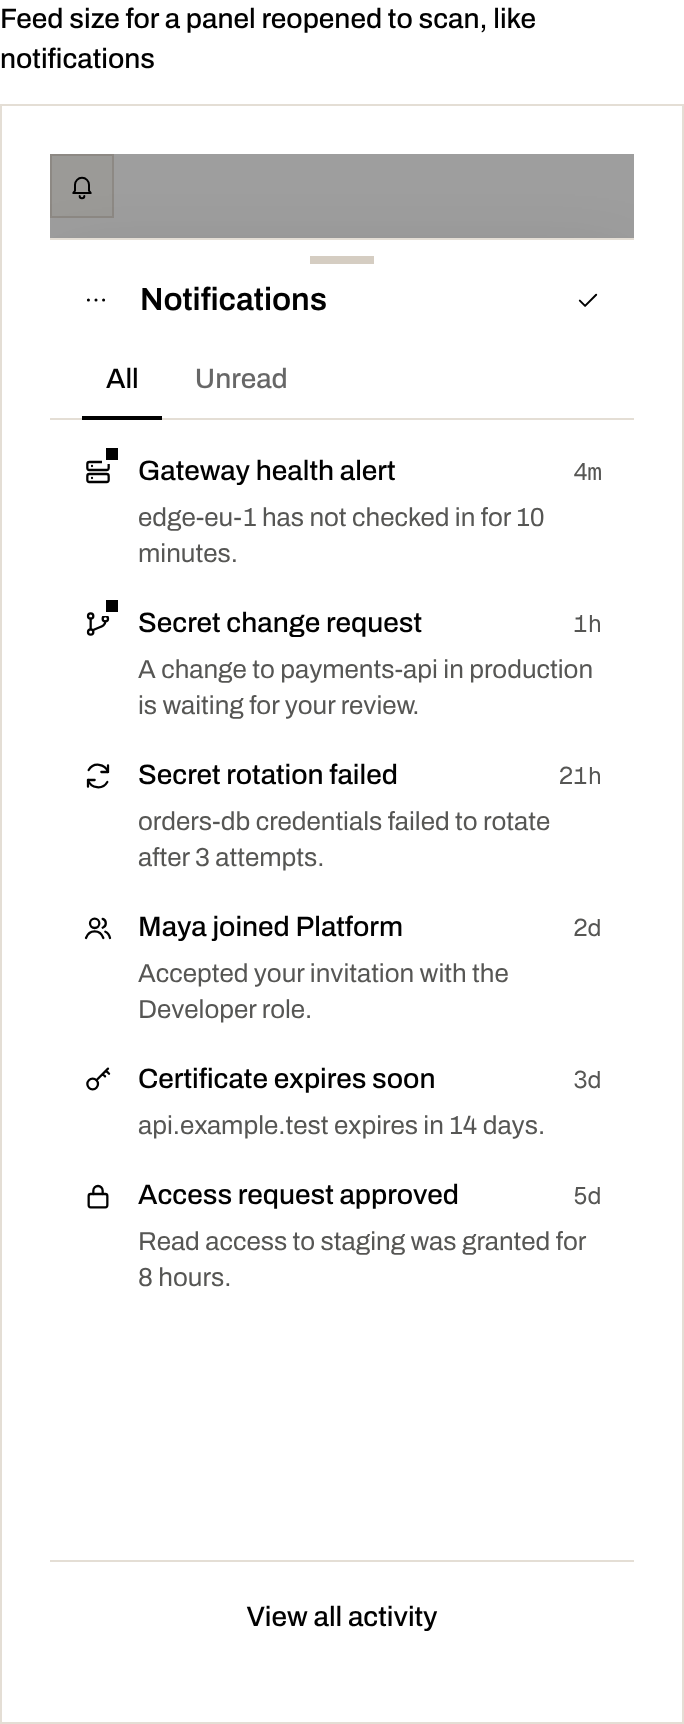 Feed size for a panel reopened to scan, like
notifications
Notifications
All Unread
Gateway health alert 4m
edge-eu-1 has not checked in for 10
minutes.
Secret change request 1h
A change to payments-api in production
is waiting for your review.
Secret rotation failed 21h
orders-db credentials failed to rotate
after 3 attempts.
Maya joined Platform 2d
Accepted your invitation with the
Developer role.
Certificate expires soon 3d
api.example.test expires in 14 days.
Access request approved 5d
Read access to staging was granted for
8 hours.
View all activity